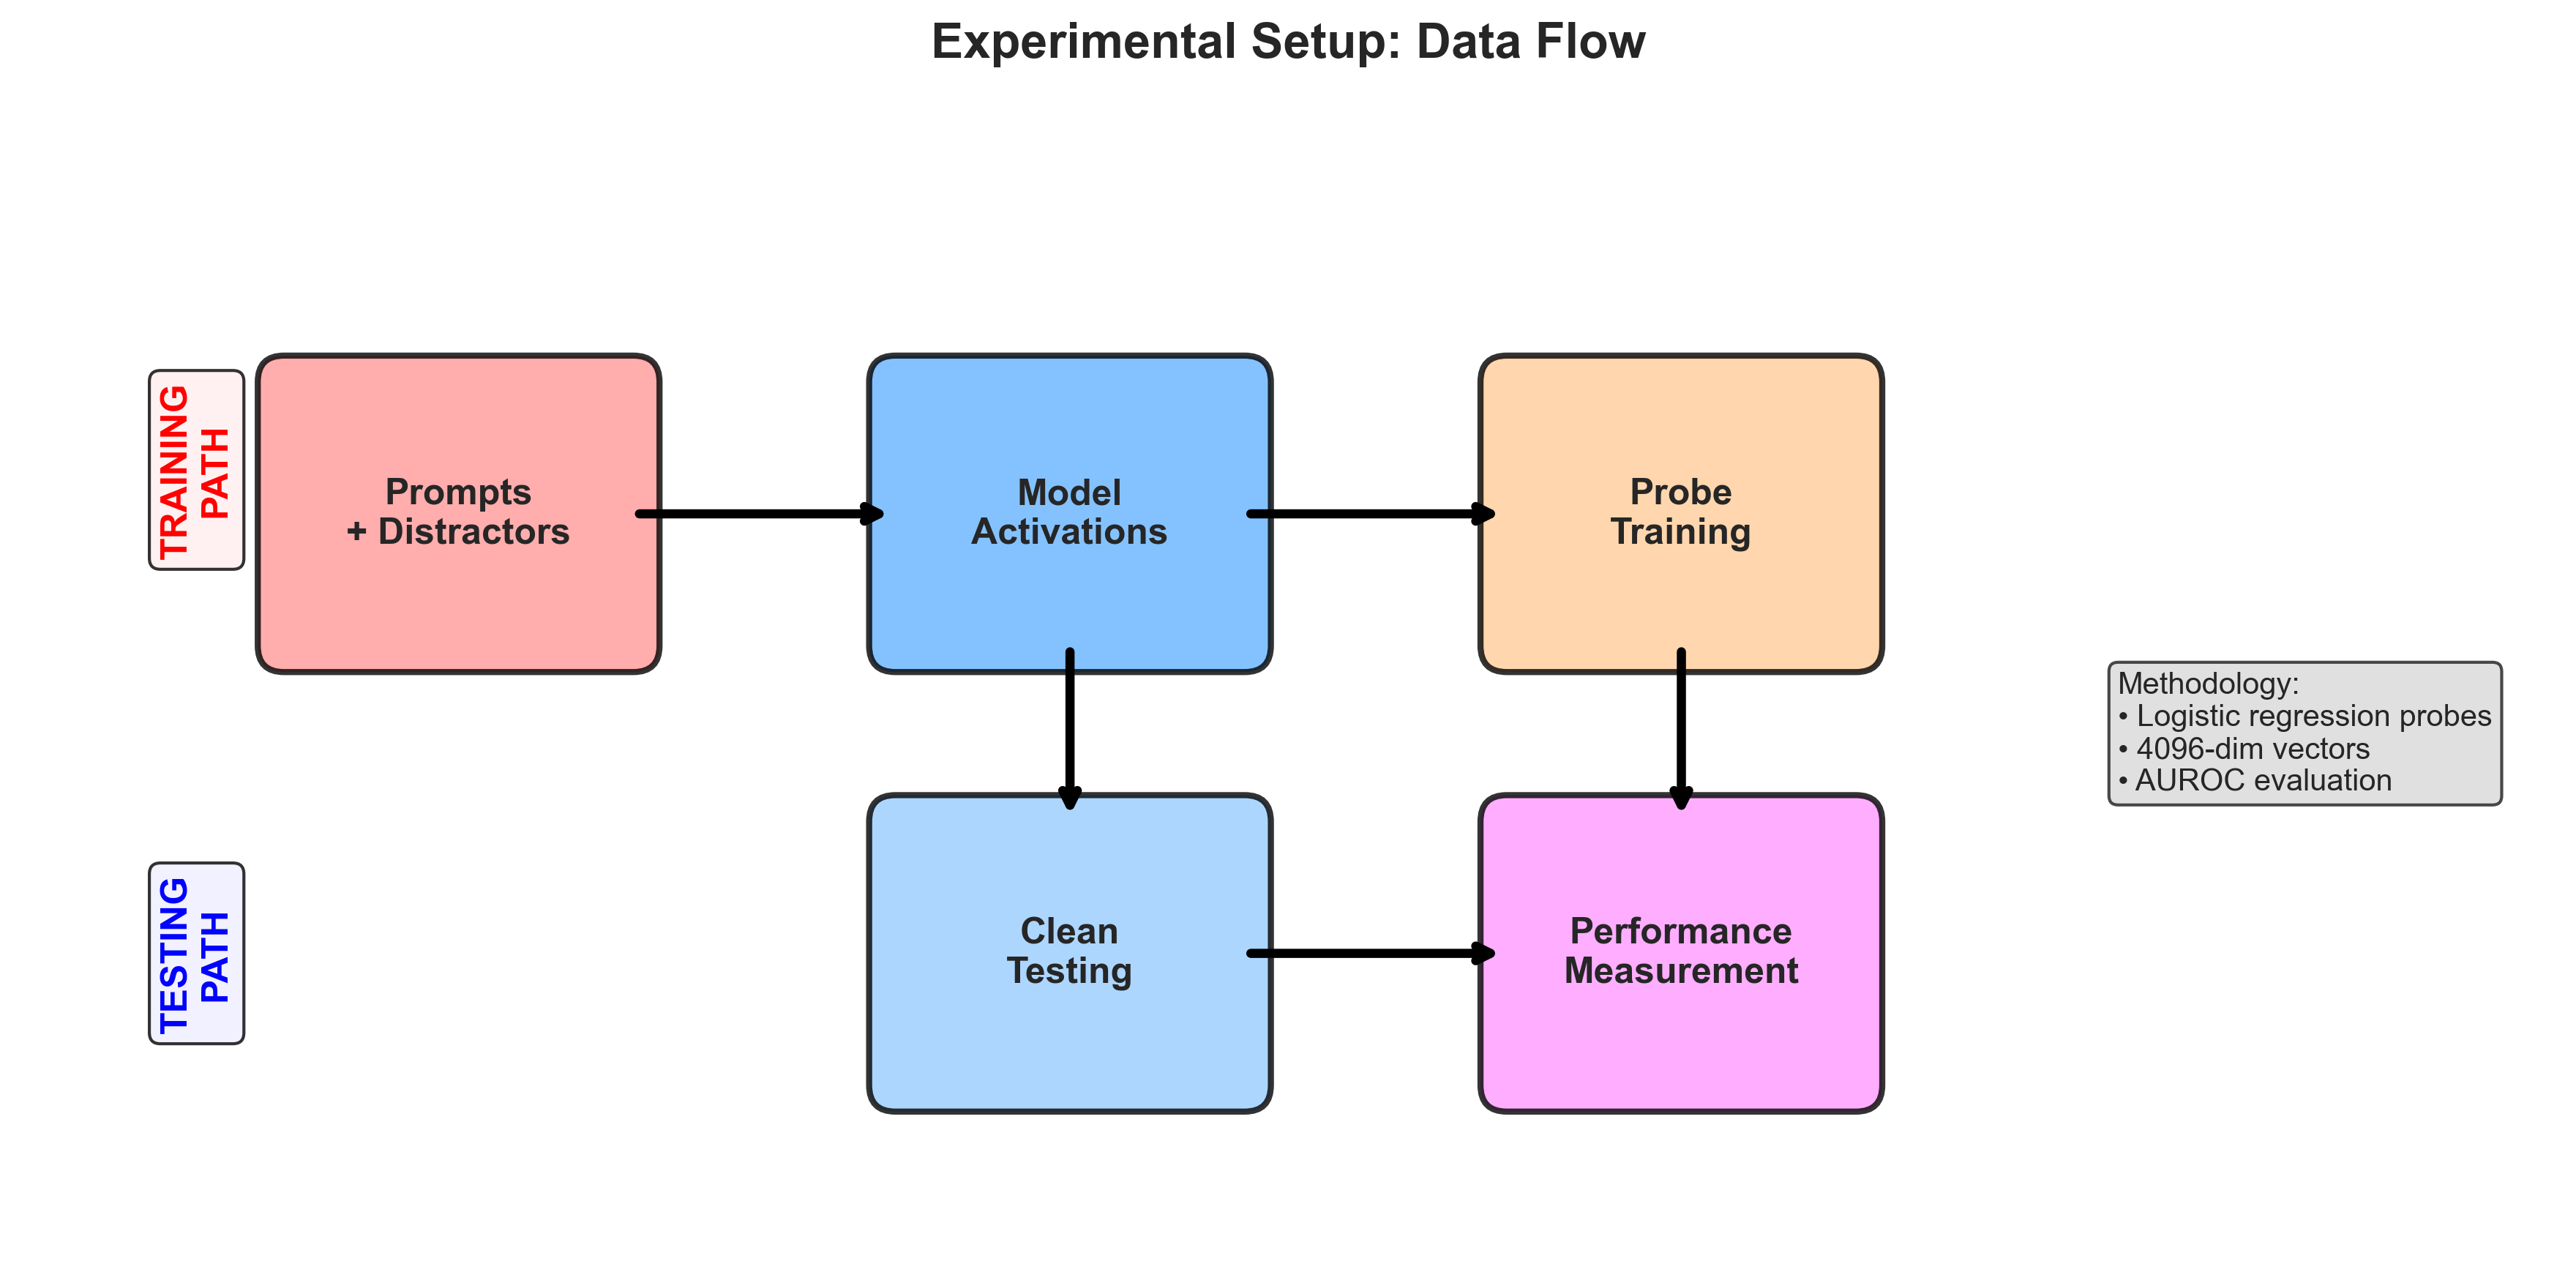 Experimental Setup: Data Flow
TRAINING
PATH
Prompts
+ Distractors
Model
Activations
Probe
Training
Methodology:
• Logistic regression probes
• 4096-dim vectors
• AUROC evaluation
TESTING
PATH
Clean
Testing
Performance
Measurement